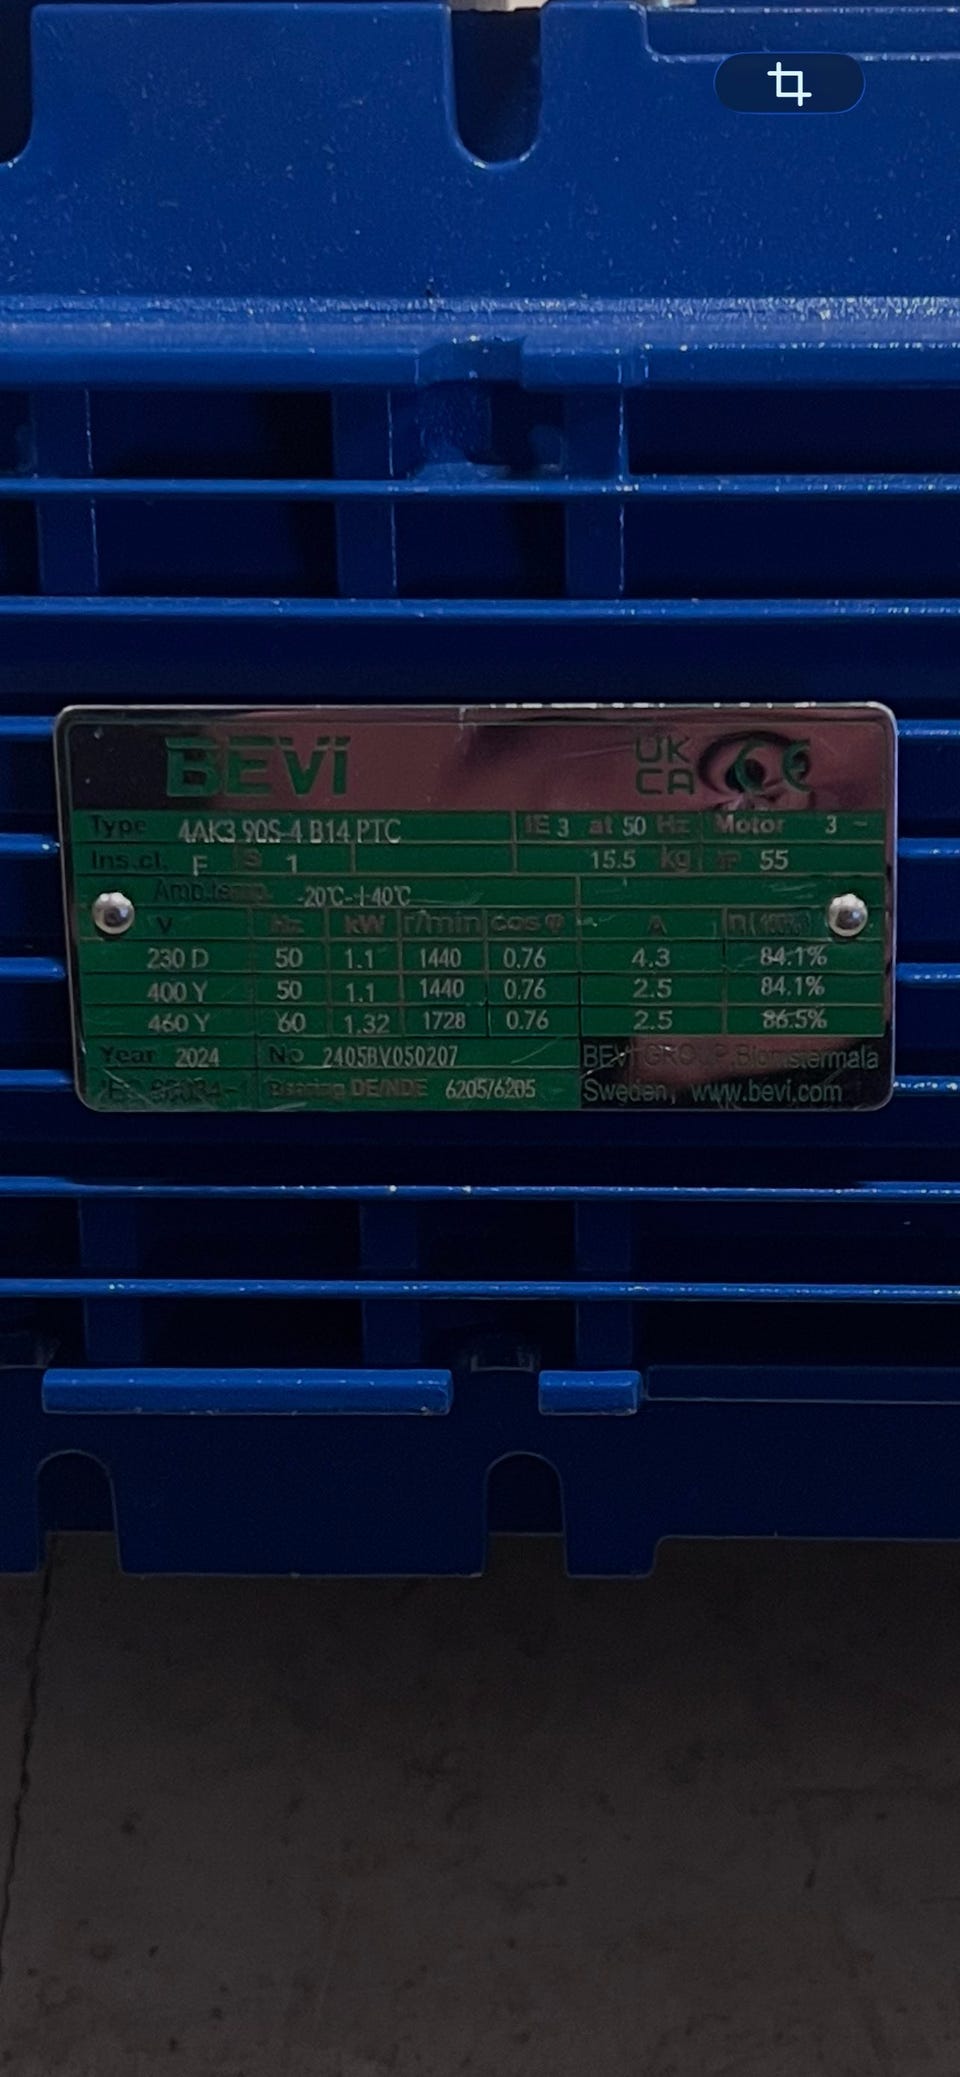 BEVi UK CA CE
Type 4AK3 90S-4 B14 PTC IE 3 at 50 Hz Motor 3 ~
Ins.cl. F S 1 15.5 kg IP 55
Amb.temp. -20℃-+40℃
V Hz kW r/min cosφ A η(100%)
230 D 50 1.1 1440 0.76 4.3 84.1%
400 Y 50 1.1 1440 0.76 2.5 84.1%
460 Y 60 1.32 1728 0.76 2.5 86.5%
Year 2024 No 2405BV050207 BEVI GROUP,Blomstermala
IEC 60034-1 Bearing DE/NDE 6205/6205 Sweden, www.bevi.com